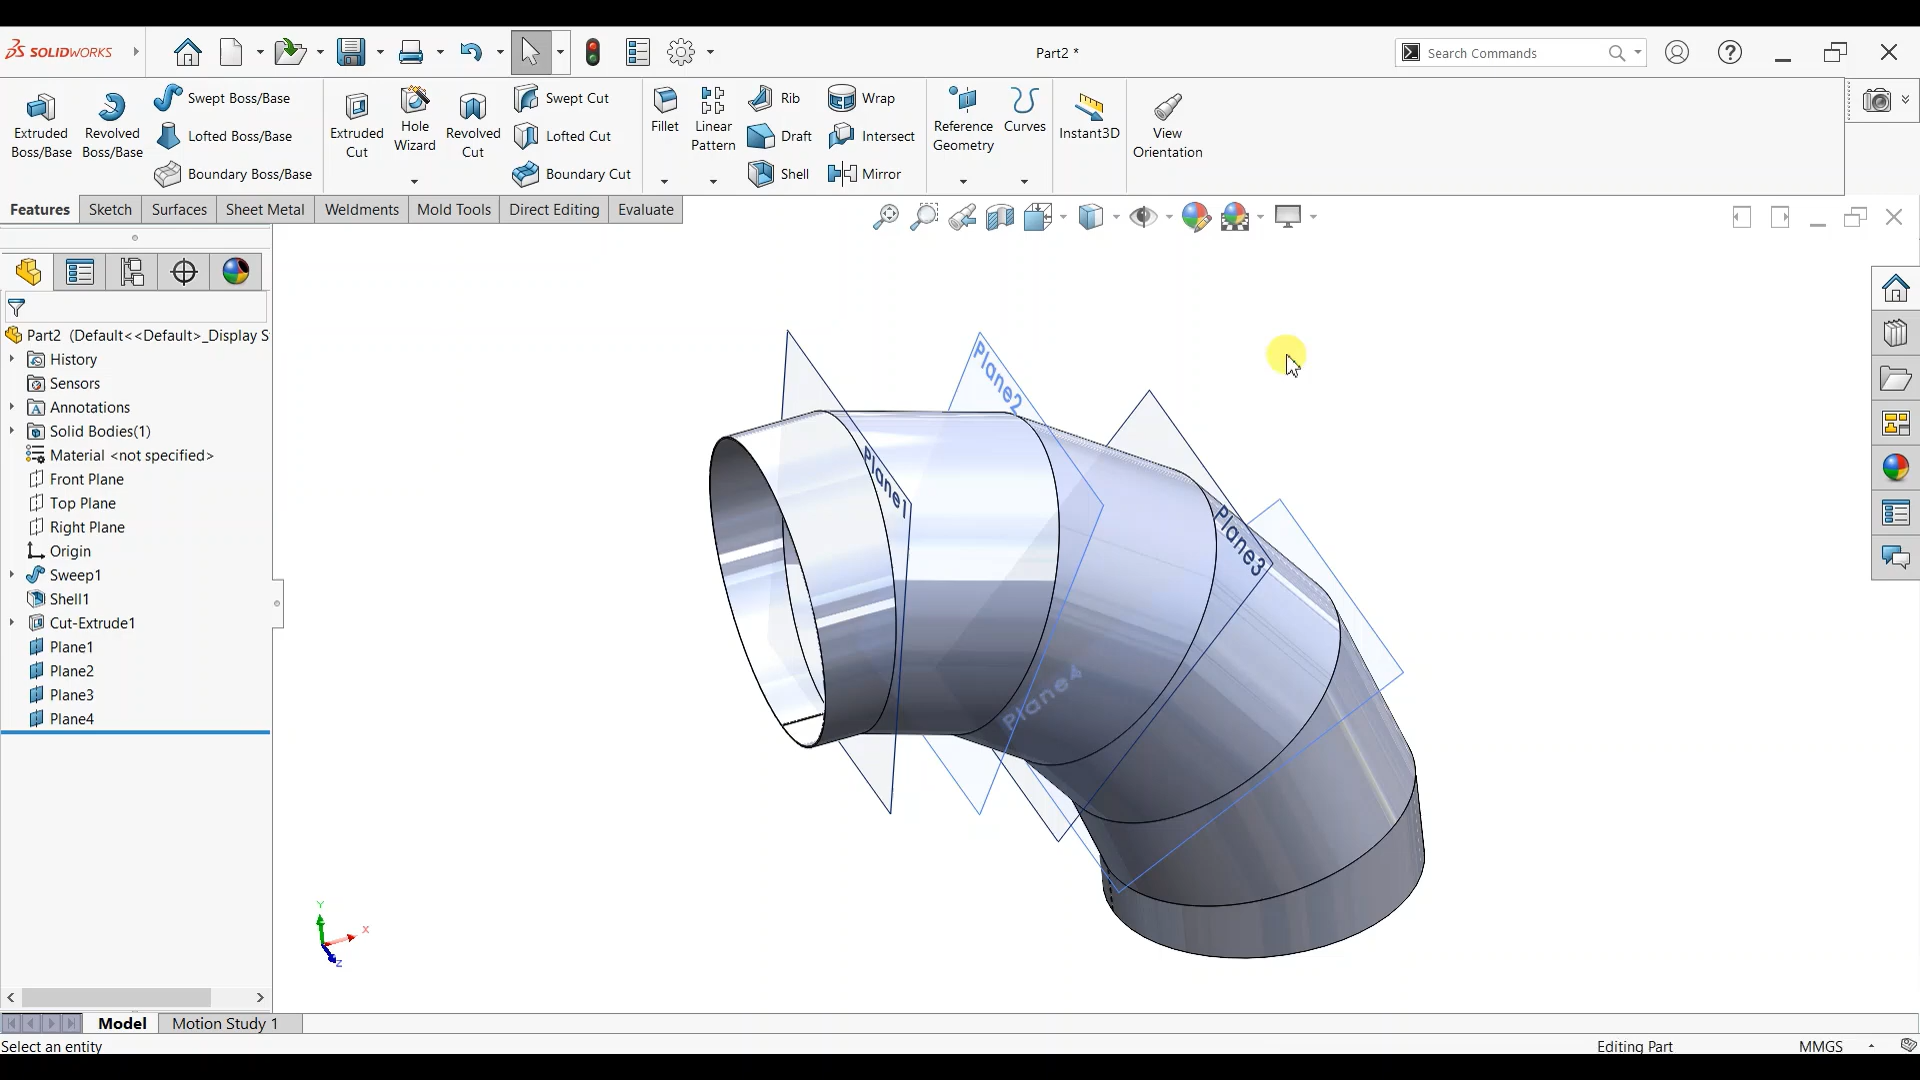 SOLIDWORKS
Part2 *
Search Commands
Extruded Boss/Base
Revolved Boss/Base
Swept Boss/Base
Lofted Boss/Base
Boundary Boss/Base
Extruded Cut
Hole Wizard
Revolved Cut
Swept Cut
Lofted Cut
Boundary Cut
Fillet
Linear Pattern
Rib
Draft
Shell
Wrap
Intersect
Mirror
Reference Geometry
Curves
Instant3D
View Orientation
Features
Sketch
Surfaces
Sheet Metal
Weldments
Mold Tools
Direct Editing
Evaluate
Part2 (Default<<Default>_Display S
History
Sensors
Annotations
Solid Bodies(1)
Material <not specified>
Front Plane
Top Plane
Right Plane
Origin
Sweep1
Shell1
Cut-Extrude1
Plane1
Plane2
Plane3
Plane4
Plane1
Plane2
Plane3
Plane4
Y
X
Z
Model
Motion Study 1
Select an entity
Editing Part
MMGS